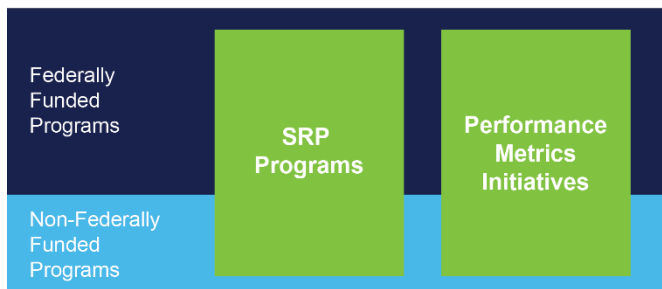 Federally
Funded
Programs
SRP
Programs
Performance
Metrics
Initiatives
Non-Federally
Funded
Programs